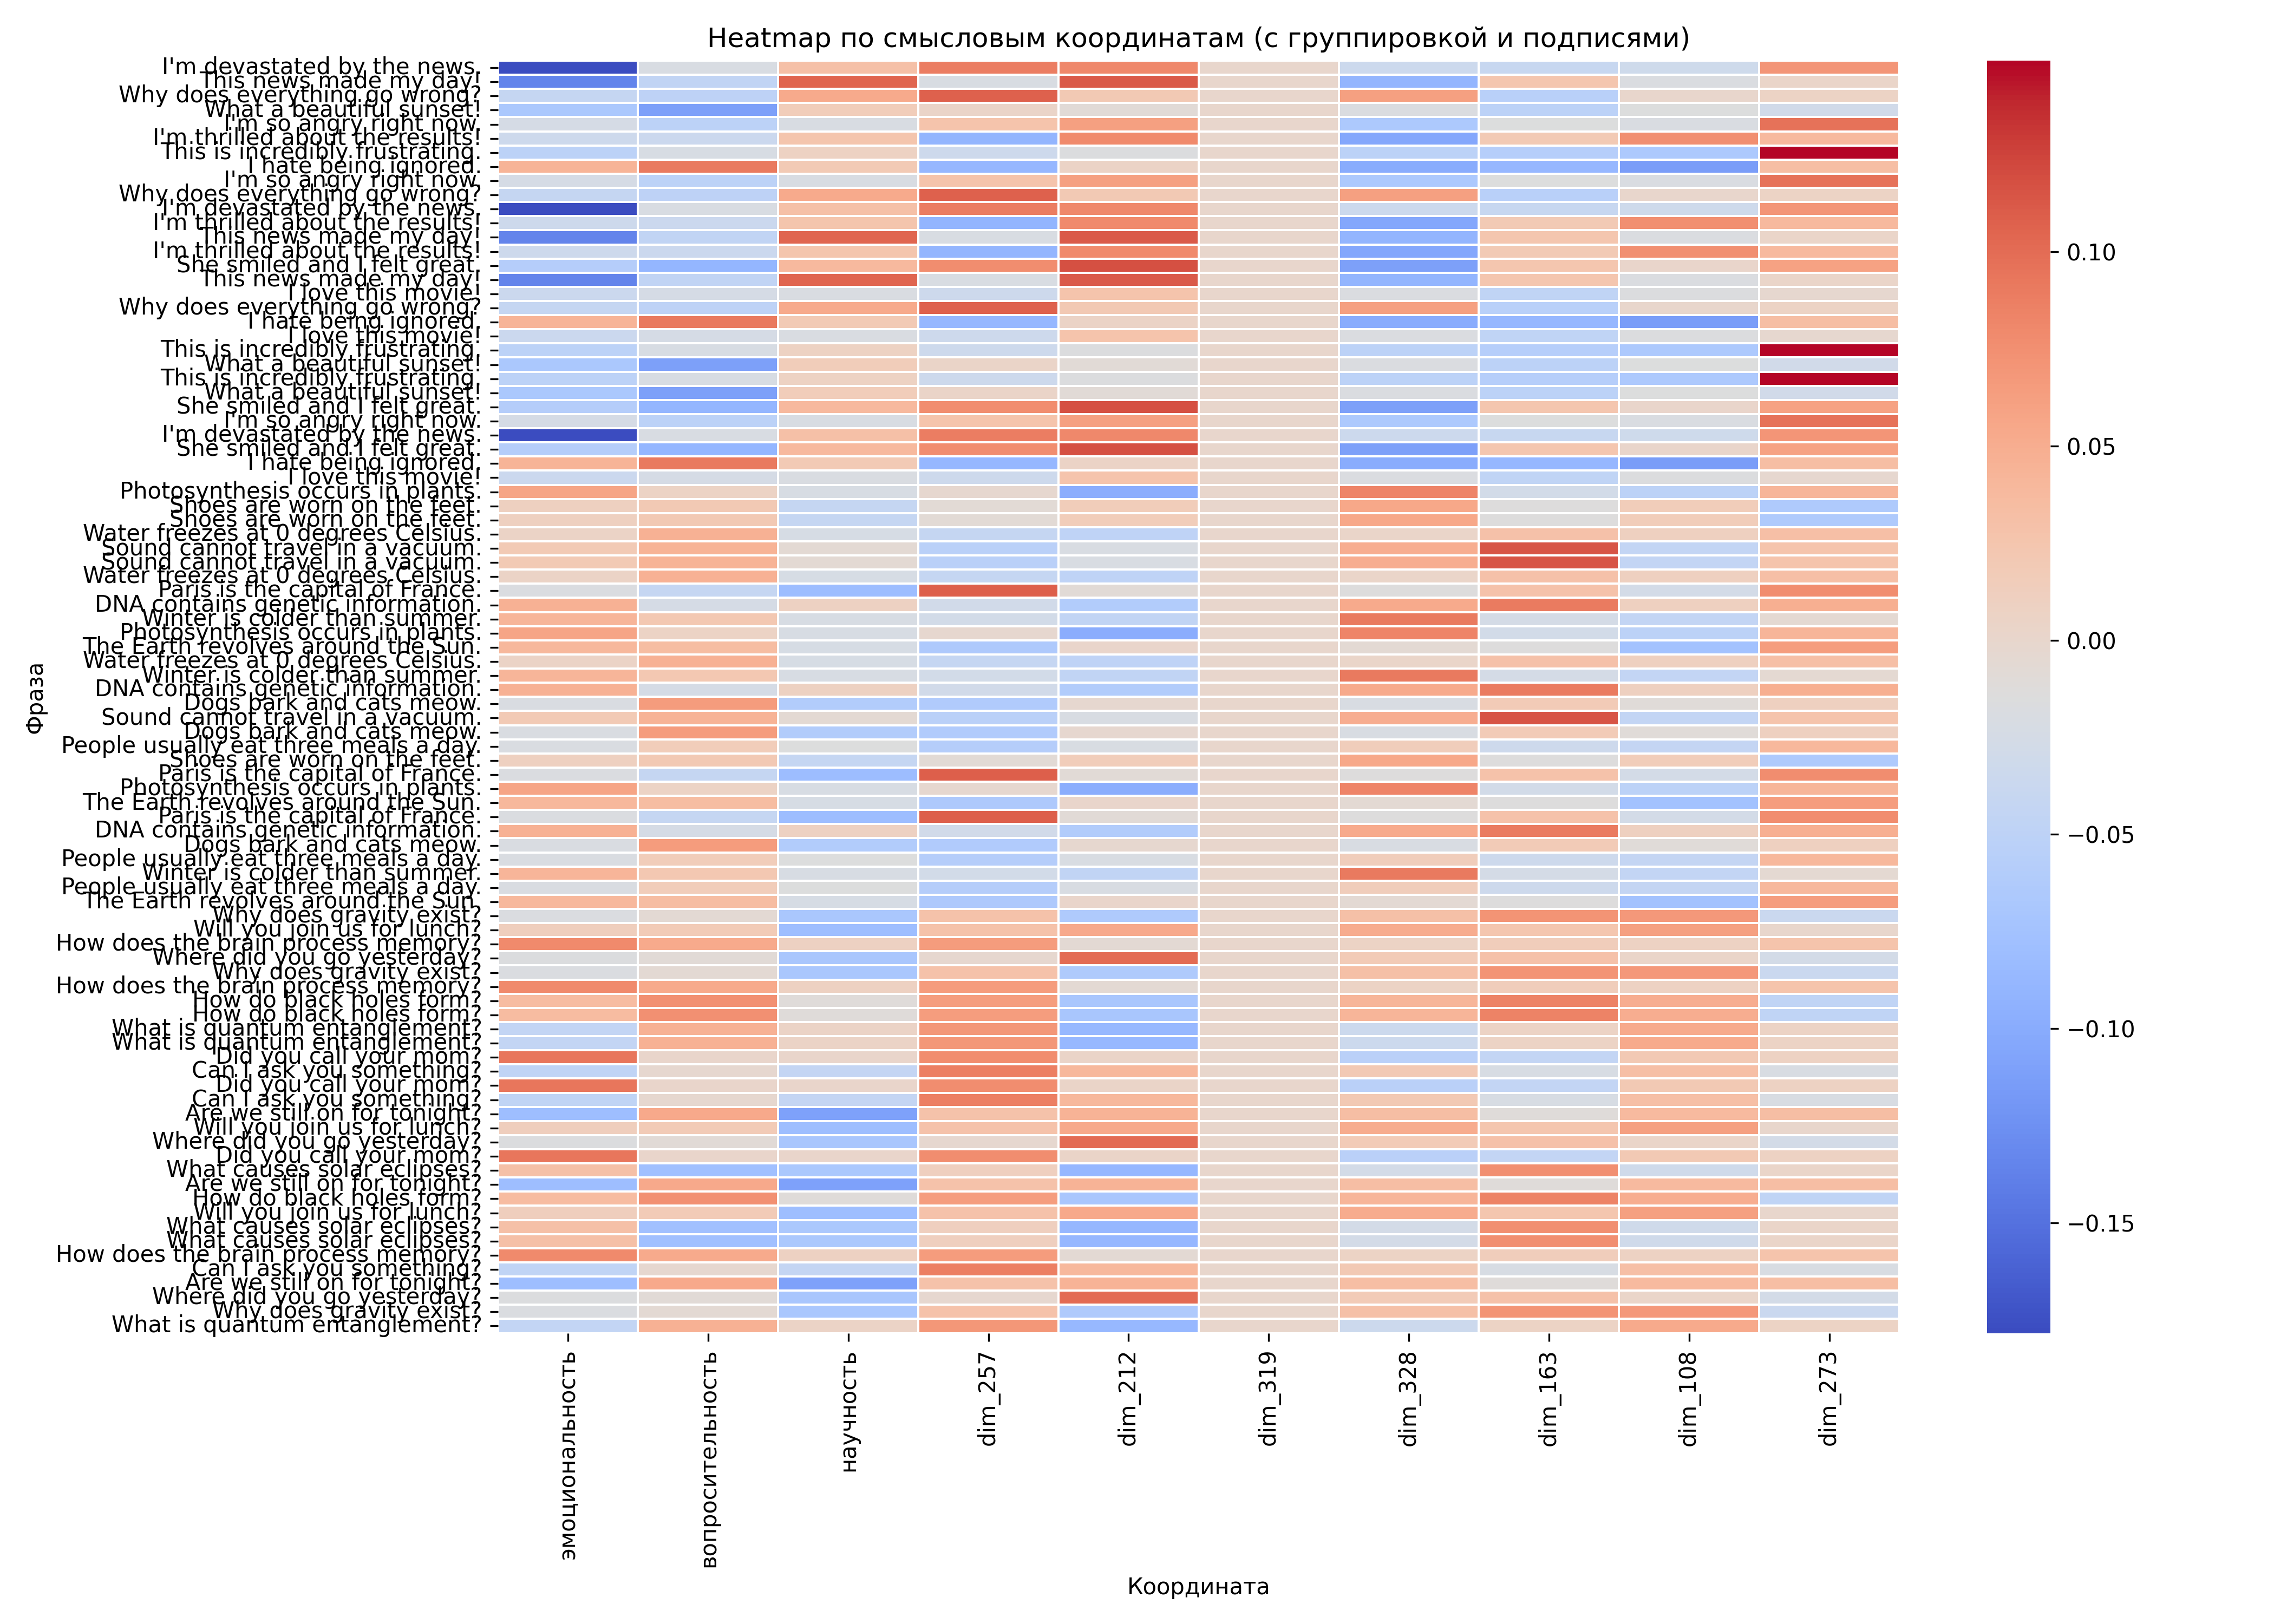 Heatmap по смысловым координатам (с группировкой и подписями)
Фраза
I'm devastated by the news.
This news made my day!
Why does everything go wrong?
What a beautiful sunset!
I'm so angry right now.
I'm thrilled about the results!
This is incredibly frustrating.
I hate being ignored.
I'm so angry right now.
Why does everything go wrong?
I'm devastated by the news.
I'm thrilled about the results!
This news made my day!
I'm thrilled about the results!
She smiled and I felt great.
This news made my day!
I love this movie!
Why does everything go wrong?
I hate being ignored.
I love this movie!
This is incredibly frustrating.
What a beautiful sunset!
This is incredibly frustrating.
What a beautiful sunset!
She smiled and I felt great.
I'm so angry right now.
I'm devastated by the news.
She smiled and I felt great.
I hate being ignored.
I love this movie!
Photosynthesis occurs in plants.
Shoes are worn on the feet.
Shoes are worn on the feet.
Water freezes at 0 degrees Celsius.
Sound cannot travel in a vacuum.
Sound cannot travel in a vacuum.
Water freezes at 0 degrees Celsius.
Paris is the capital of France.
DNA contains genetic information.
Winter is colder than summer.
Photosynthesis occurs in plants.
The Earth revolves around the Sun.
Water freezes at 0 degrees Celsius.
Winter is colder than summer.
DNA contains genetic information.
Dogs bark and cats meow.
Sound cannot travel in a vacuum.
Dogs bark and cats meow.
People usually eat three meals a day.
Shoes are worn on the feet.
Paris is the capital of France.
Photosynthesis occurs in plants.
The Earth revolves around the Sun.
Paris is the capital of France.
DNA contains genetic information.
Dogs bark and cats meow.
People usually eat three meals a day.
Winter is colder than summer.
People usually eat three meals a day.
The Earth revolves around the Sun.
Why does gravity exist?
Will you join us for lunch?
How does the brain process memory?
Where did you go yesterday?
Why does gravity exist?
How does the brain process memory?
How do black holes form?
How do black holes form?
What is quantum entanglement?
What is quantum entanglement?
Did you call your mom?
Can I ask you something?
Did you call your mom?
Can I ask you something?
Are we still on for tonight?
Will you join us for lunch?
Where did you go yesterday?
Did you call your mom?
What causes solar eclipses?
Are we still on for tonight?
How do black holes form?
Will you join us for lunch?
What causes solar eclipses?
What causes solar eclipses?
How does the brain process memory?
Can I ask you something?
Are we still on for tonight?
Where did you go yesterday?
Why does gravity exist?
What is quantum entanglement?
эмоциональность
вопросительность
научность
dim_257
dim_212
dim_319
dim_328
dim_163
dim_108
dim_273
Координата
0.10
0.05
0.00
−0.05
−0.10
−0.15